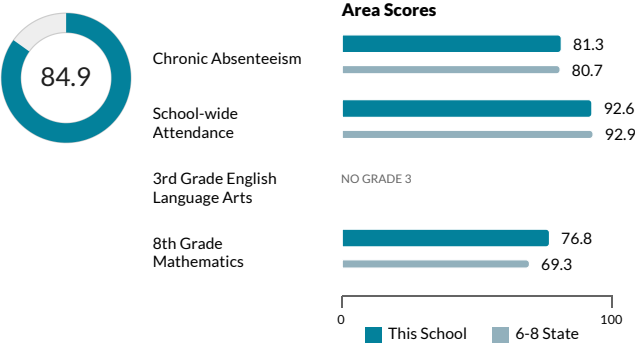 Area Scores
84.9
Chronic Absenteeism
81.3
80.7
School-wide
Attendance
92.6
92.9
3rd Grade English
Language Arts
NO GRADE 3
8th Grade
Mathematics
76.8
69.3
0
100
This School
6-8 State